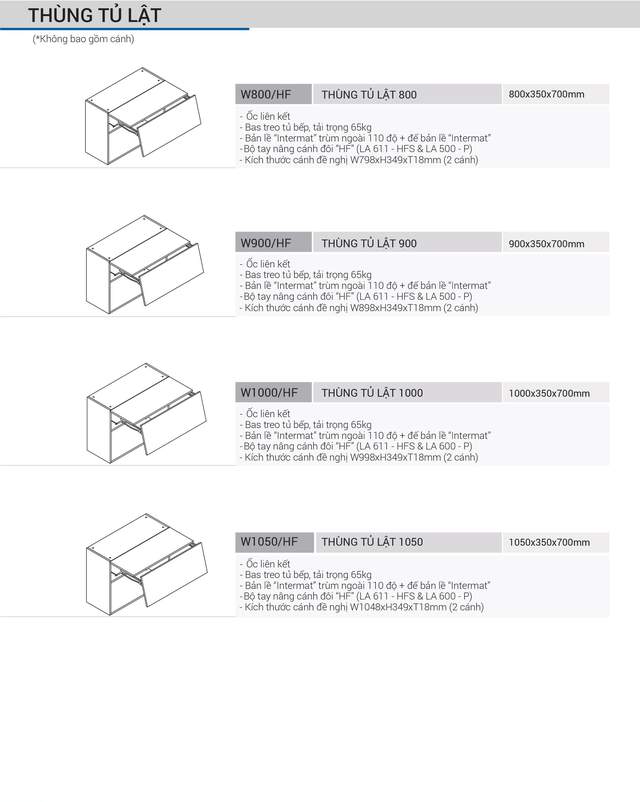 THÙNG TỦ LẬT
(*Không bao gồm cánh)
W800/HF THÙNG TỦ LẬT 800 800x350x700mm
- Ốc liên kết
- Bas treo tủ bếp, tải trọng 65kg
- Bản lề “Intermat” trùm ngoài 110 độ + đế bản lề “Intermat”
-Bộ tay nâng cánh đôi “HF” (LA 611 - HFS & LA 500 - P)
- Kích thước cánh đề nghị W798xH349xT18mm (2 cánh)
W900/HF THÙNG TỦ LẬT 900 900x350x700mm
- Ốc liên kết
- Bas treo tủ bếp, tải trọng 65kg
- Bản lề “Intermat” trùm ngoài 110 độ + đế bản lề “Intermat”
-Bộ tay nâng cánh đôi “HF” (LA 611 - HFS & LA 500 - P)
- Kích thước cánh đề nghị W898xH349xT18mm (2 cánh)
W1000/HF THÙNG TỦ LẬT 1000 1000x350x700mm
- Ốc liên kết
- Bas treo tủ bếp, tải trọng 65kg
- Bản lề “Intermat” trùm ngoài 110 độ + đế bản lề “Intermat”
-Bộ tay nâng cánh đôi “HF” (LA 611 - HFS & LA 600 - P)
- Kích thước cánh đề nghị W998xH349xT18mm (2 cánh)
W1050/HF THÙNG TỦ LẬT 1050 1050x350x700mm
- Ốc liên kết
- Bas treo tủ bếp, tải trọng 65kg
- Bản lề “Intermat” trùm ngoài 110 độ + đế bản lề “Intermat”
-Bộ tay nâng cánh đôi “HF” (LA 611 - HFS & LA 600 - P)
- Kích thước cánh đề nghị W1048xH349xT18mm (2 cánh)